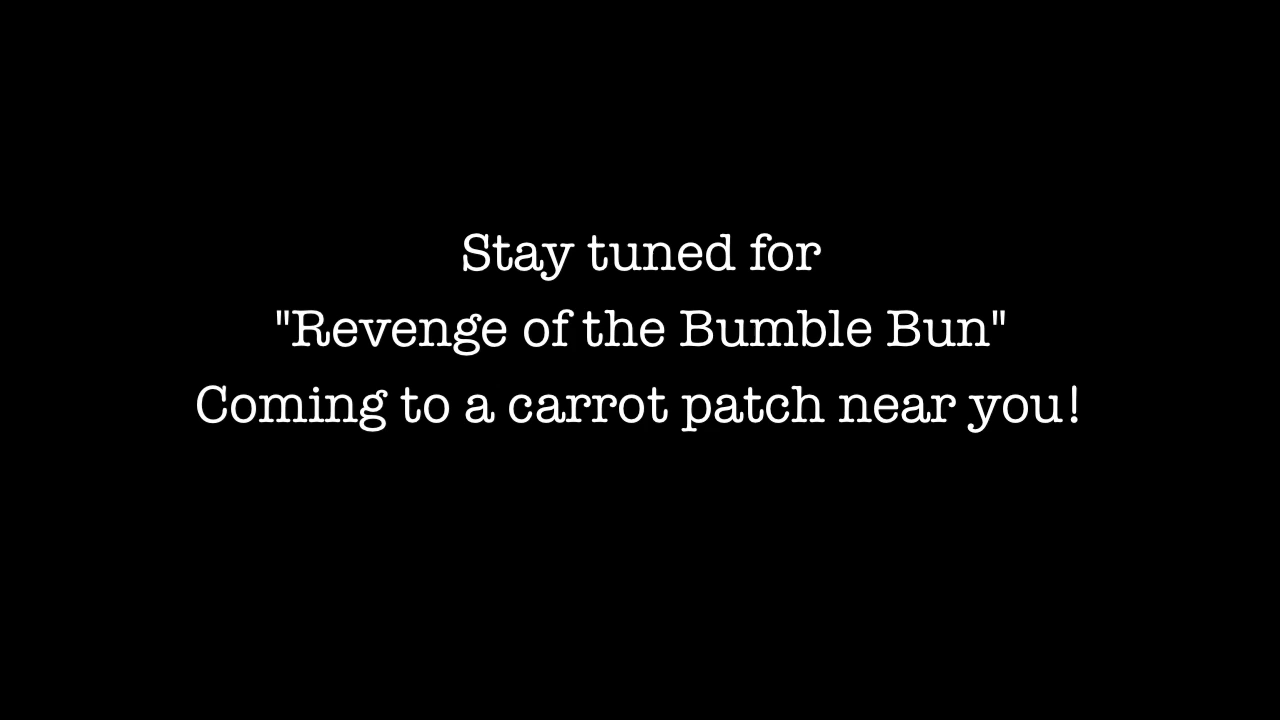 Stay tuned for
"Revenge of the Bumble Bun"
Coming to a carrot patch near you!